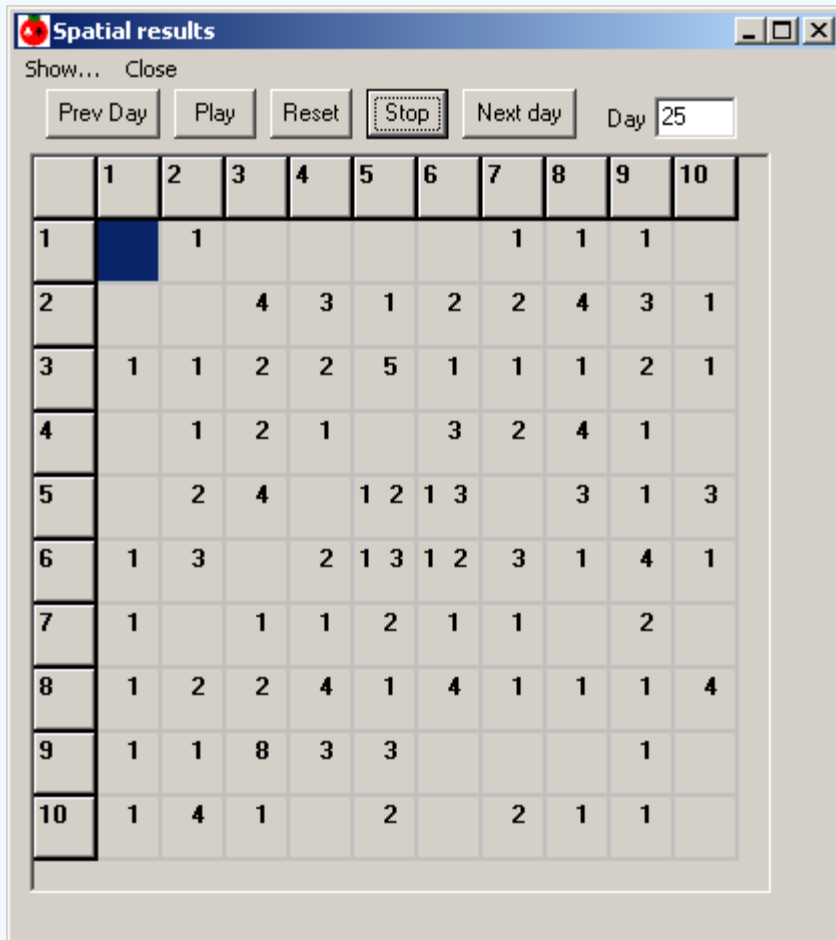 Spatial results
Show... Close
Prev Day Play Reset Stop Next day Day 25
1 2 3 4 5 6 7 8 9 10
1 1 1 1 1
2 4 3 1 2 2 4 3 1
3 1 1 2 2 5 1 1 1 2 1
4 1 2 1 3 2 4 1
5 2 4 1 2 1 3 3 1 3
6 1 3 2 1 3 1 2 3 1 4 1
7 1 1 1 2 1 1 2
8 1 2 2 4 1 4 1 1 1 4
9 1 1 8 3 3 1
10 1 4 1 2 2 1 1